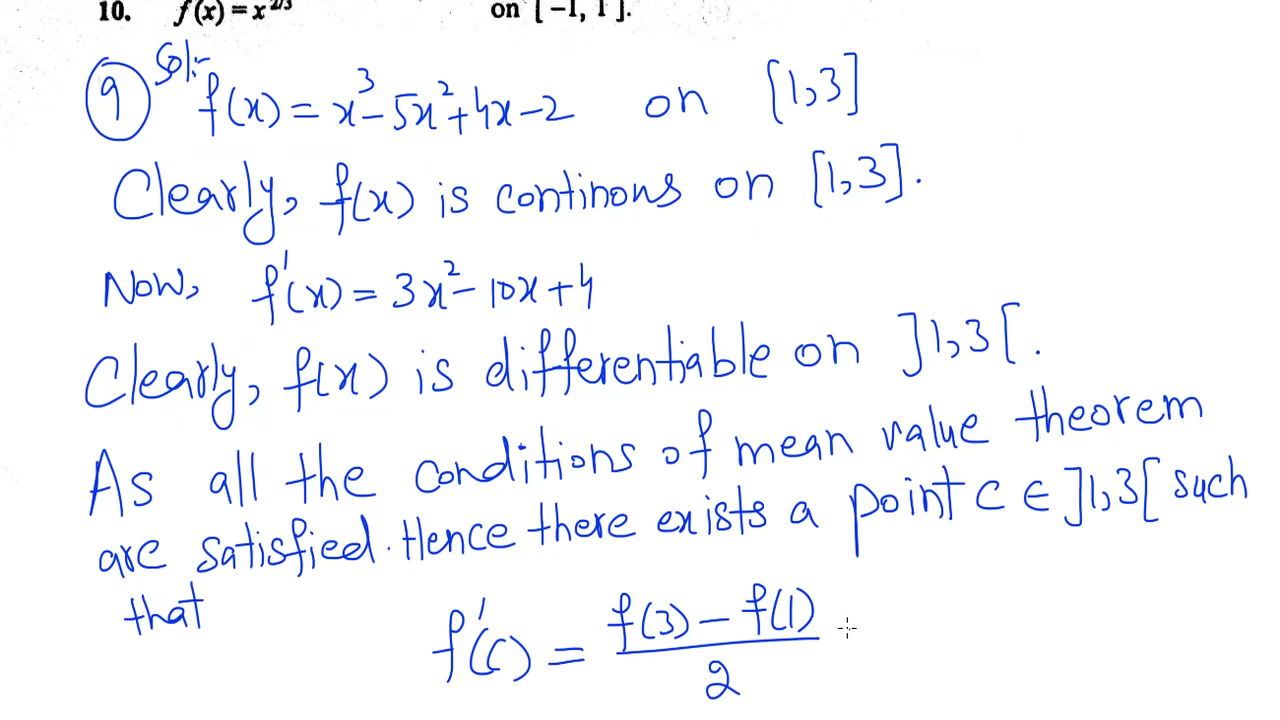 10. f(x) = x^{2/3} on [-1, 1].
9 Sol:- f(x) = x³ - 5x² + 4x - 2 on [1,3]
Clearly, f(x) is continous on [1,3].
Now, f'(x) = 3x² - 10x + 4
Clearly, f(x) is differentiable on ]1,3[.
As all the conditions of mean value theorem
are satisfied. Hence there exists a point c ∈ ]1,3[ such
that
f'(c) = \frac{f(3) - f(1)}{2}